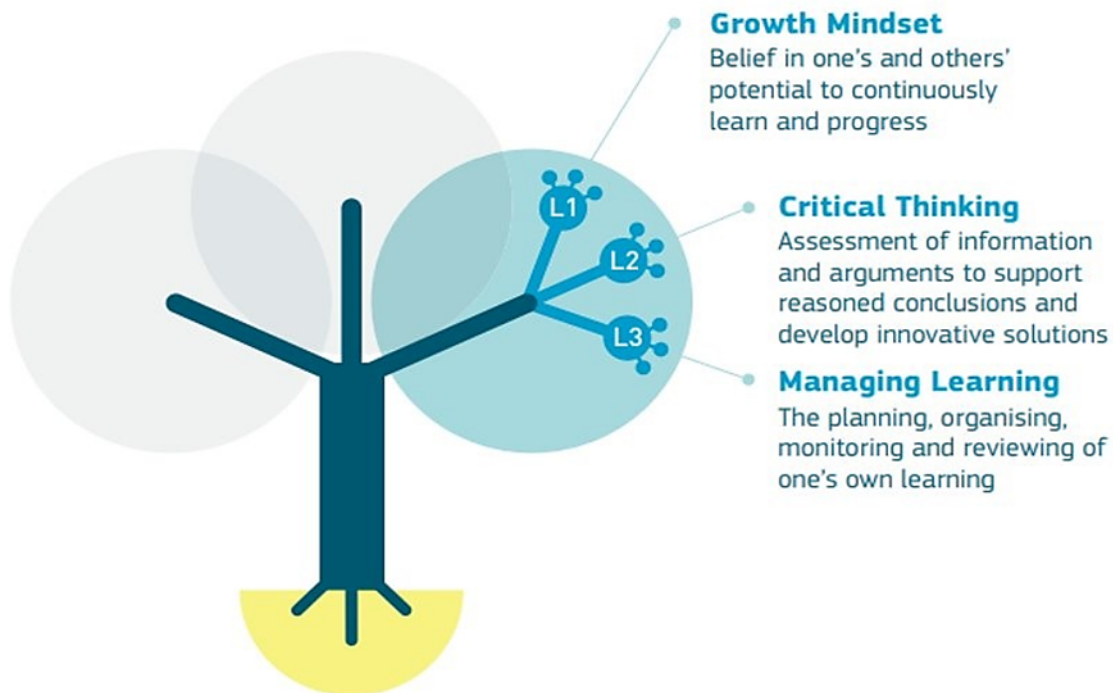 Growth Mindset
Belief in one's and others'
potential to continuously
learn and progress
L1
L2
L3
Critical Thinking
Assessment of information
and arguments to support
reasoned conclusions and
develop innovative solutions
Managing Learning
The planning, organising,
monitoring and reviewing of
one's own learning